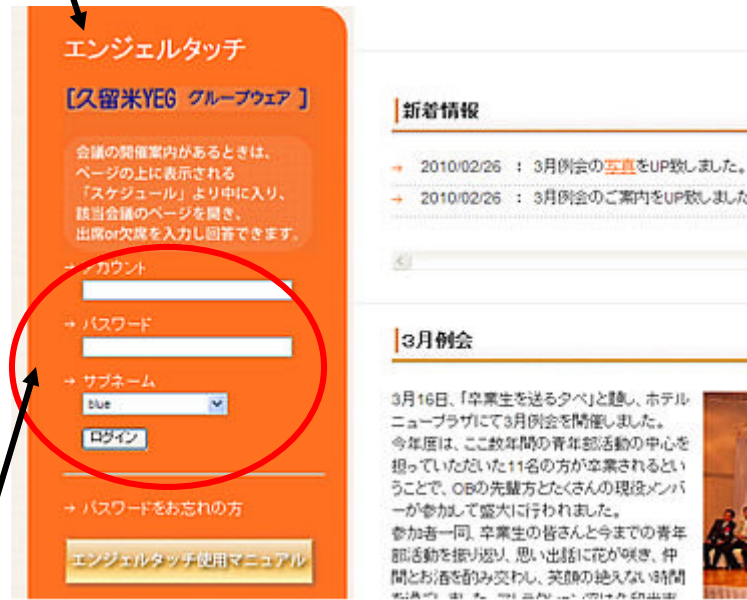 エンジェルタッチ
[久留米YEG グループウェア]
会議の開催案内があるときは、
ページの上に表示される
「スケジュール」より中に入り、
該当会議のページを開き、
出席or欠席を入力し回答できます。
→ アカウント
→ パスワード
→ サブネーム
blue
ログイン
→ パスワードをお忘れの方
エンジェルタッチ使用マニュアル
新着情報
→ 2010/02/26 : 3月例会の写真をUP致しました。
→ 2010/02/26 : 3月例会のご案内をUP致しました
3月例会
3月16日、「卒業生を送る夕べ」と題し、ホテル
ニュープラザにて3月例会を開催しました。
今年度は、ここ数年間の青年部活動の中心を
担っていただいた11名の方が卒業されるとい
うことで、OBの先輩方とたくさんの現役メンバ
ーが参加して盛大に行われました。
参加者一同、卒業生の皆さんと今までの青年
部活動を振り返り、思い出話に花が咲き、仲
間とお酒を酌み交わし、笑顔の絶えない時間